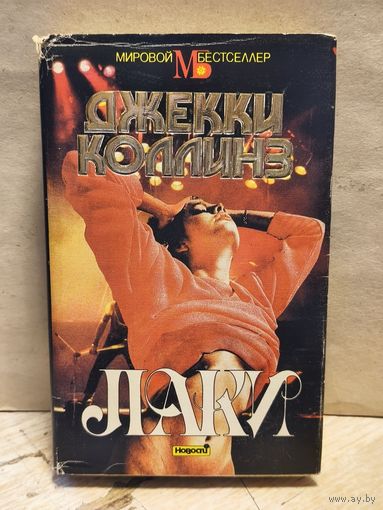 МИРОВОЙ МБ БЕСТСЕЛЛЕР
ДЖЕККИ
КОЛЛИНЗ
ЛАКИ
Новости
www.ay.by